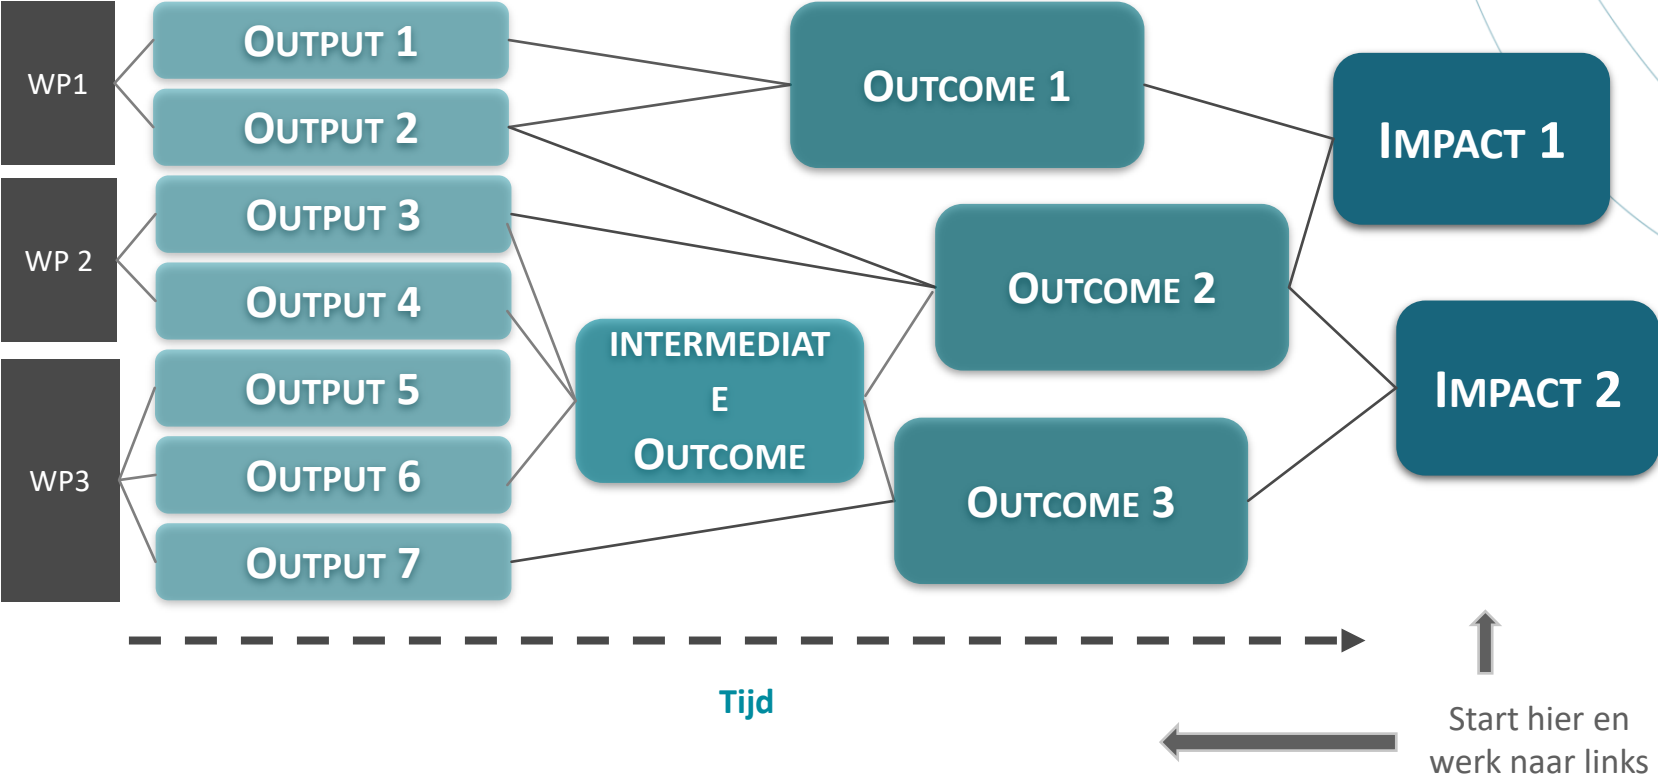 WP1
OUTPUT 1
OUTPUT 2
WP 2
OUTPUT 3
OUTPUT 4
WP3
OUTPUT 5
OUTPUT 6
OUTPUT 7
INTERMEDIAT
E
OUTCOME
OUTCOME 1
OUTCOME 2
OUTCOME 3
IMPACT 1
IMPACT 2
Tijd
Start hier en
werk naar links